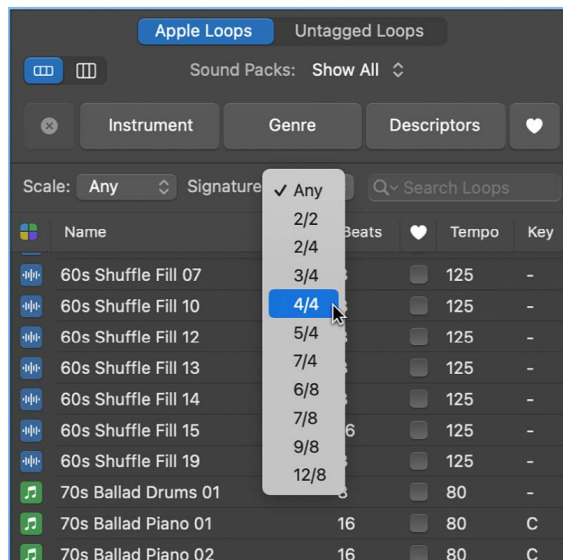 Apple Loops Untagged Loops
Sound Packs: Show All
Instrument Genre Descriptors
Scale: Any Signature Any Search Loops
2/2
Name Beats Tempo Key
2/4
60s Shuffle Fill 07 3/4 125 -
60s Shuffle Fill 10 4/4 125 -
60s Shuffle Fill 12 5/4 125 -
60s Shuffle Fill 13 7/4 125 -
60s Shuffle Fill 14 6/8 125 -
60s Shuffle Fill 15 7/8 6 125 -
60s Shuffle Fill 19 9/8 125 -
12/8
70s Ballad Drums 01 8 80 -
70s Ballad Piano 01 16 80 C
70s Ballad Piano 02 16 80 C